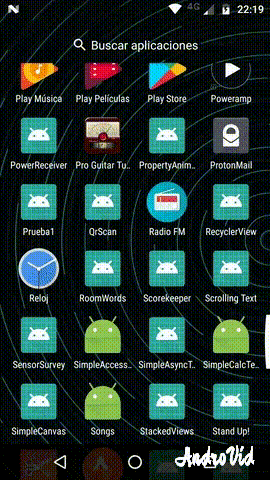 4G 22:19
Buscar aplicaciones
Play Música Play Películas Play Store Poweramp
PowerReceiver Pro Guitar Tu… PropertyAnim… ProtonMail
Prueba1 QrScan Radio FM RecyclerView
Reloj RoomWords Scorekeeper Scrolling Text
SensorSurvey SimpleAccess… SimpleAsyncT… SimpleCalcTe…
SimpleCanvas Songs StackedViews Stand Up!
AndroVid